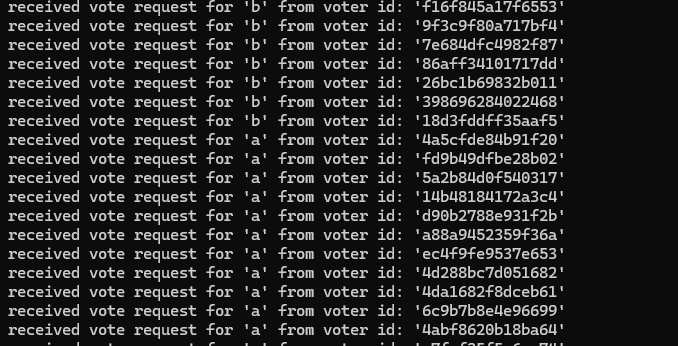 received vote request for 'b' from voter id: 'f16f845a17f6553'
received vote request for 'b' from voter id: '9f3c9f80a717bf4'
received vote request for 'b' from voter id: '7e684dfc4982f87'
received vote request for 'b' from voter id: '86aff34101717dd'
received vote request for 'b' from voter id: '26bc1b69832b011'
received vote request for 'b' from voter id: '398696284022468'
received vote request for 'b' from voter id: '18d3fddff35aaf5'
received vote request for 'a' from voter id: '4a5cfde84b91f20'
received vote request for 'a' from voter id: 'fd9b49dfbe28b02'
received vote request for 'a' from voter id: '5a2b84d0f540317'
received vote request for 'a' from voter id: '14b48184172a3c4'
received vote request for 'a' from voter id: 'd90b2788e931f2b'
received vote request for 'a' from voter id: 'a88a9452359f36a'
received vote request for 'a' from voter id: 'ec4f9fe9537e653'
received vote request for 'a' from voter id: '4d288bc7d051682'
received vote request for 'a' from voter id: '4da1682f8dceb61'
received vote request for 'a' from voter id: '6c9b7b8e4e96699'
received vote request for 'a' from voter id: '4abf8620b18ba64'